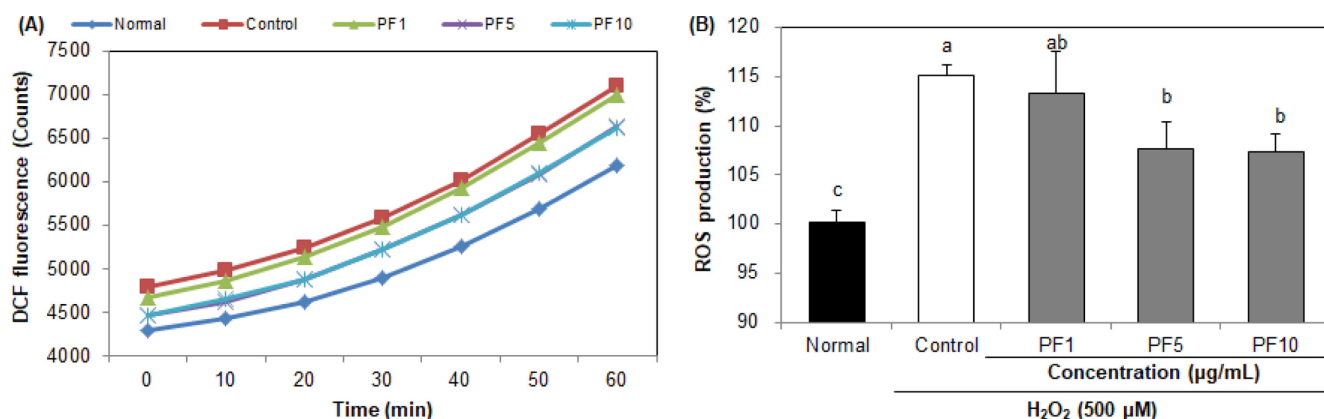 (A)
Normal Control PF1 PF5 PF10
7500
7000
6500
6000
5500
5000
4500
4000
DCF fluorescence (Counts)
0 10 20 30 40 50 60
Time (min)
(B)
120
115
110
105
100
95
90
ROS production (%)
c a ab b b
Normal Control PF1 PF5 PF10
Concentration (µg/mL)
H₂O₂ (500 µM)